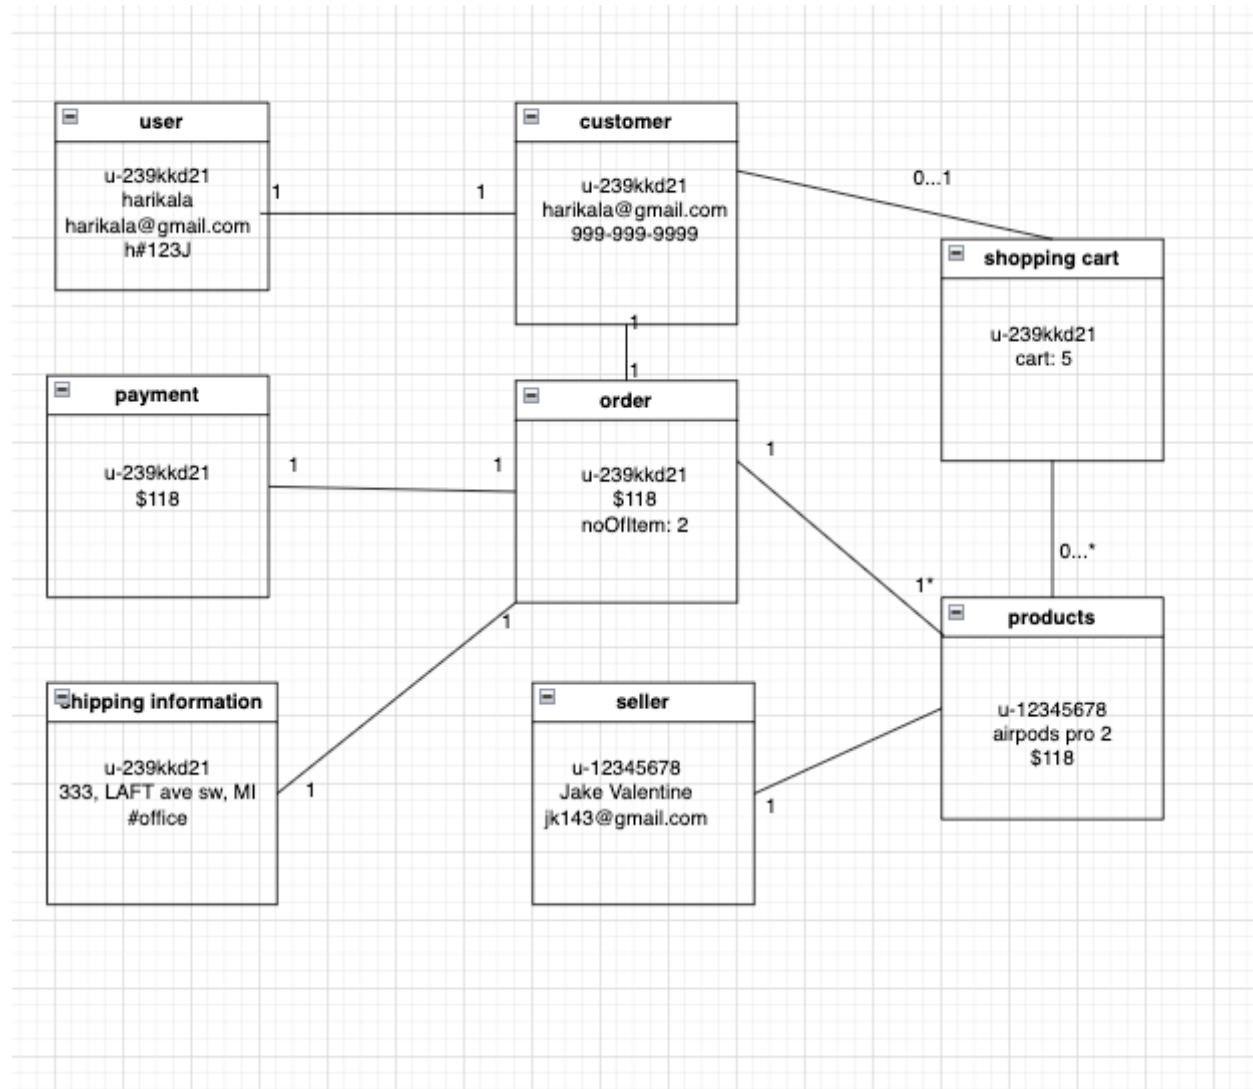 user
u-239kkd21
harikala
harikala@gmail.com
h#123J
1
1
customer
u-239kkd21
harikala@gmail.com
999-999-9999
0...1
shopping cart
u-239kkd21
cart: 5
1
1
payment
u-239kkd21
$118
1
1
order
u-239kkd21
$118
noOfItem: 2
1
1*
0...*
products
u-12345678
airpods pro 2
$118
1
shipping information
u-239kkd21
333, LAFT ave sw, MI
#office
1
seller
u-12345678
Jake Valentine
jk143@gmail.com
1